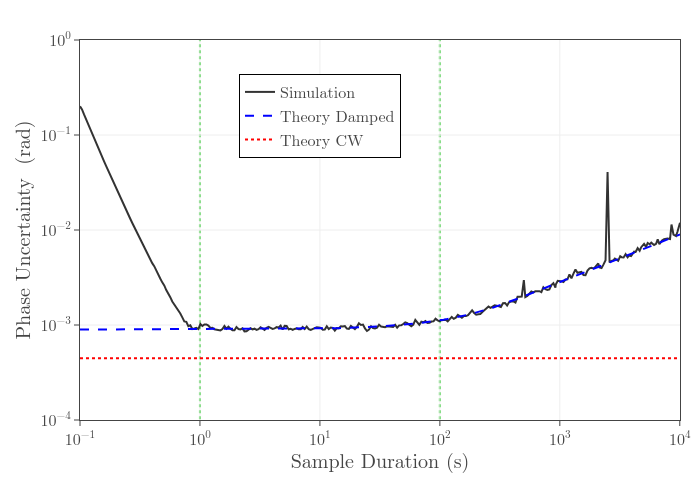 10^0
10^-1
10^-2
10^-3
10^-4
Phase Uncertainty (rad)
Simulation
Theory Damped
Theory CW
10^-1
10^0
10^1
10^2
10^3
10^4
Sample Duration (s)